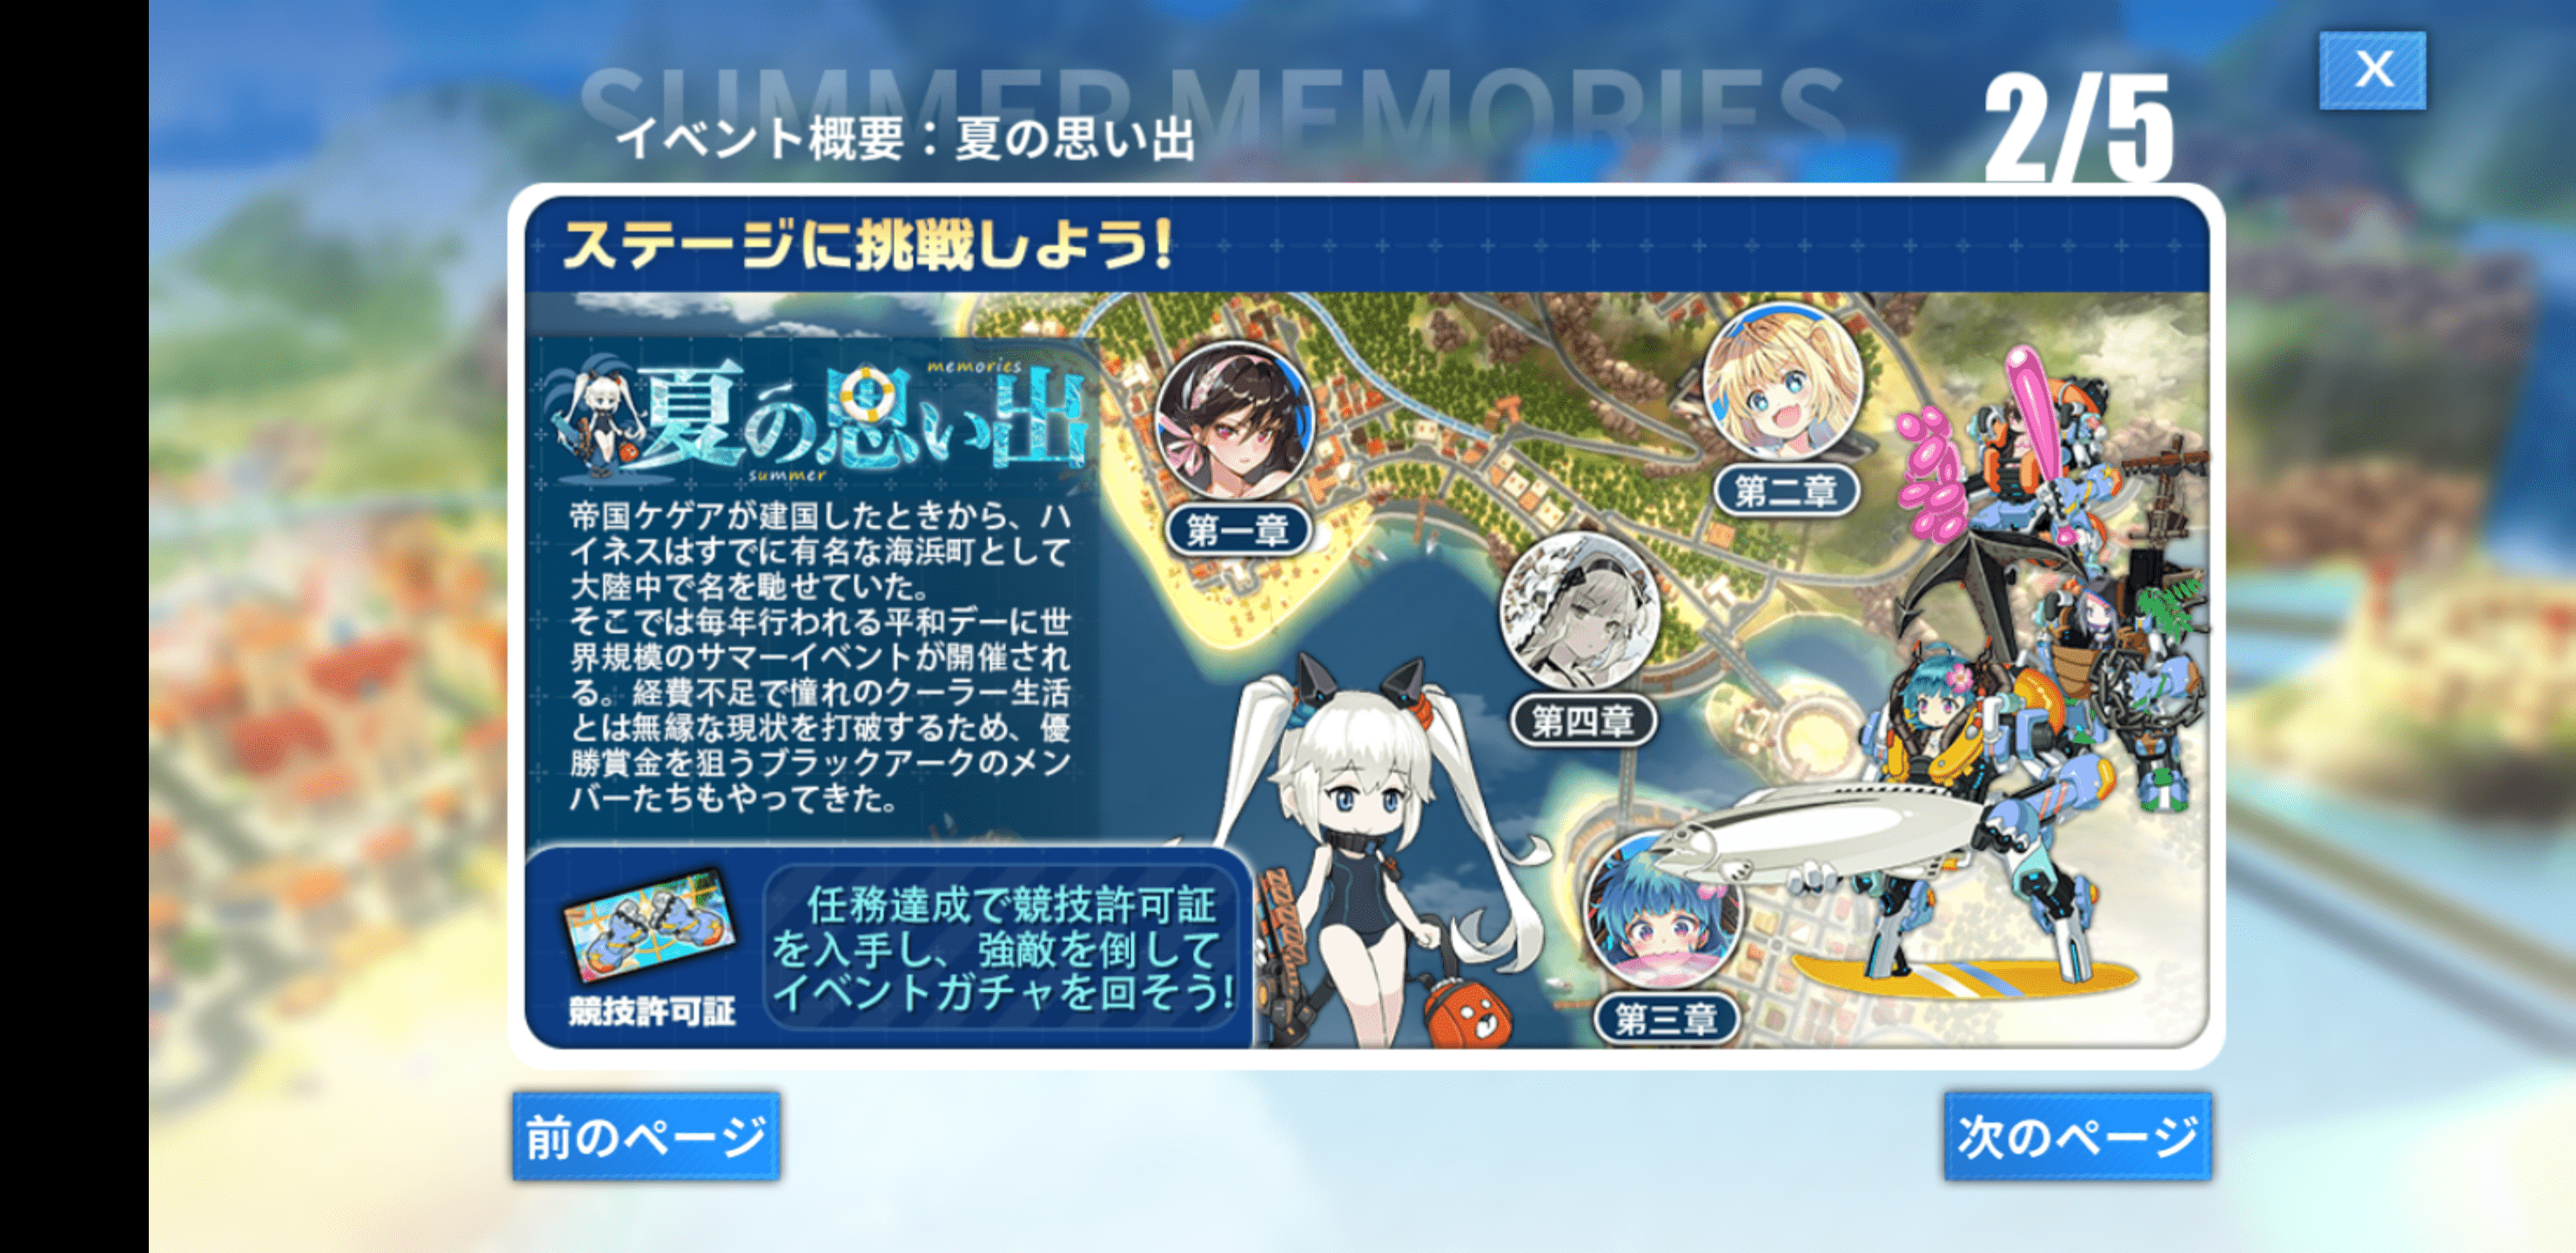 SUMMER MEMORIES
イベント概要：夏の思い出
2/5
X
ステージに挑戦しよう!
memories
夏の思い出
summer
帝国ケゲアが建国したときから、ハ
イネスはすでに有名な海浜町として
大陸中で名を馳せていた。
そこでは毎年行われる平和デーに世
界規模のサマーイベントが開催され
る。経費不足で憧れのクーラー生活
とは無縁な現状を打破するため、優
勝賞金を狙うブラックアークのメン
バーたちもやってきた。
第一章
第二章
第四章
第三章
競技許可証
任務達成で競技許可証
を入手し、強敵を倒して
イベントガチャを回そう!
前のページ
次のページ